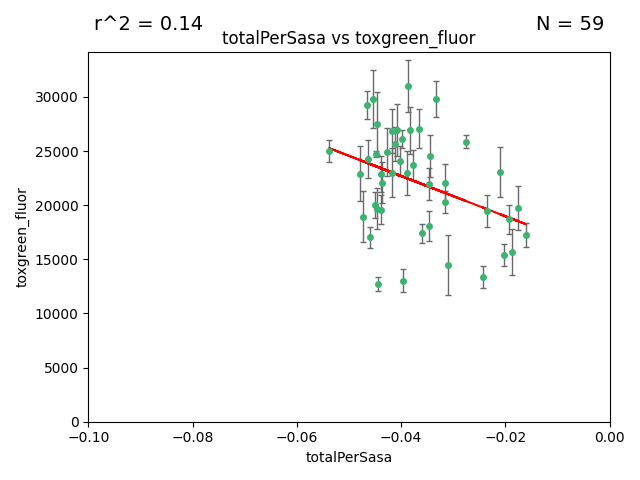 r^2 = 0.14
N = 59
totalPerSasa vs toxgreen_fluor
30000
25000
20000
15000
10000
5000
0
toxgreen_fluor
−0.10
−0.08
−0.06
−0.04
−0.02
0.00
totalPerSasa